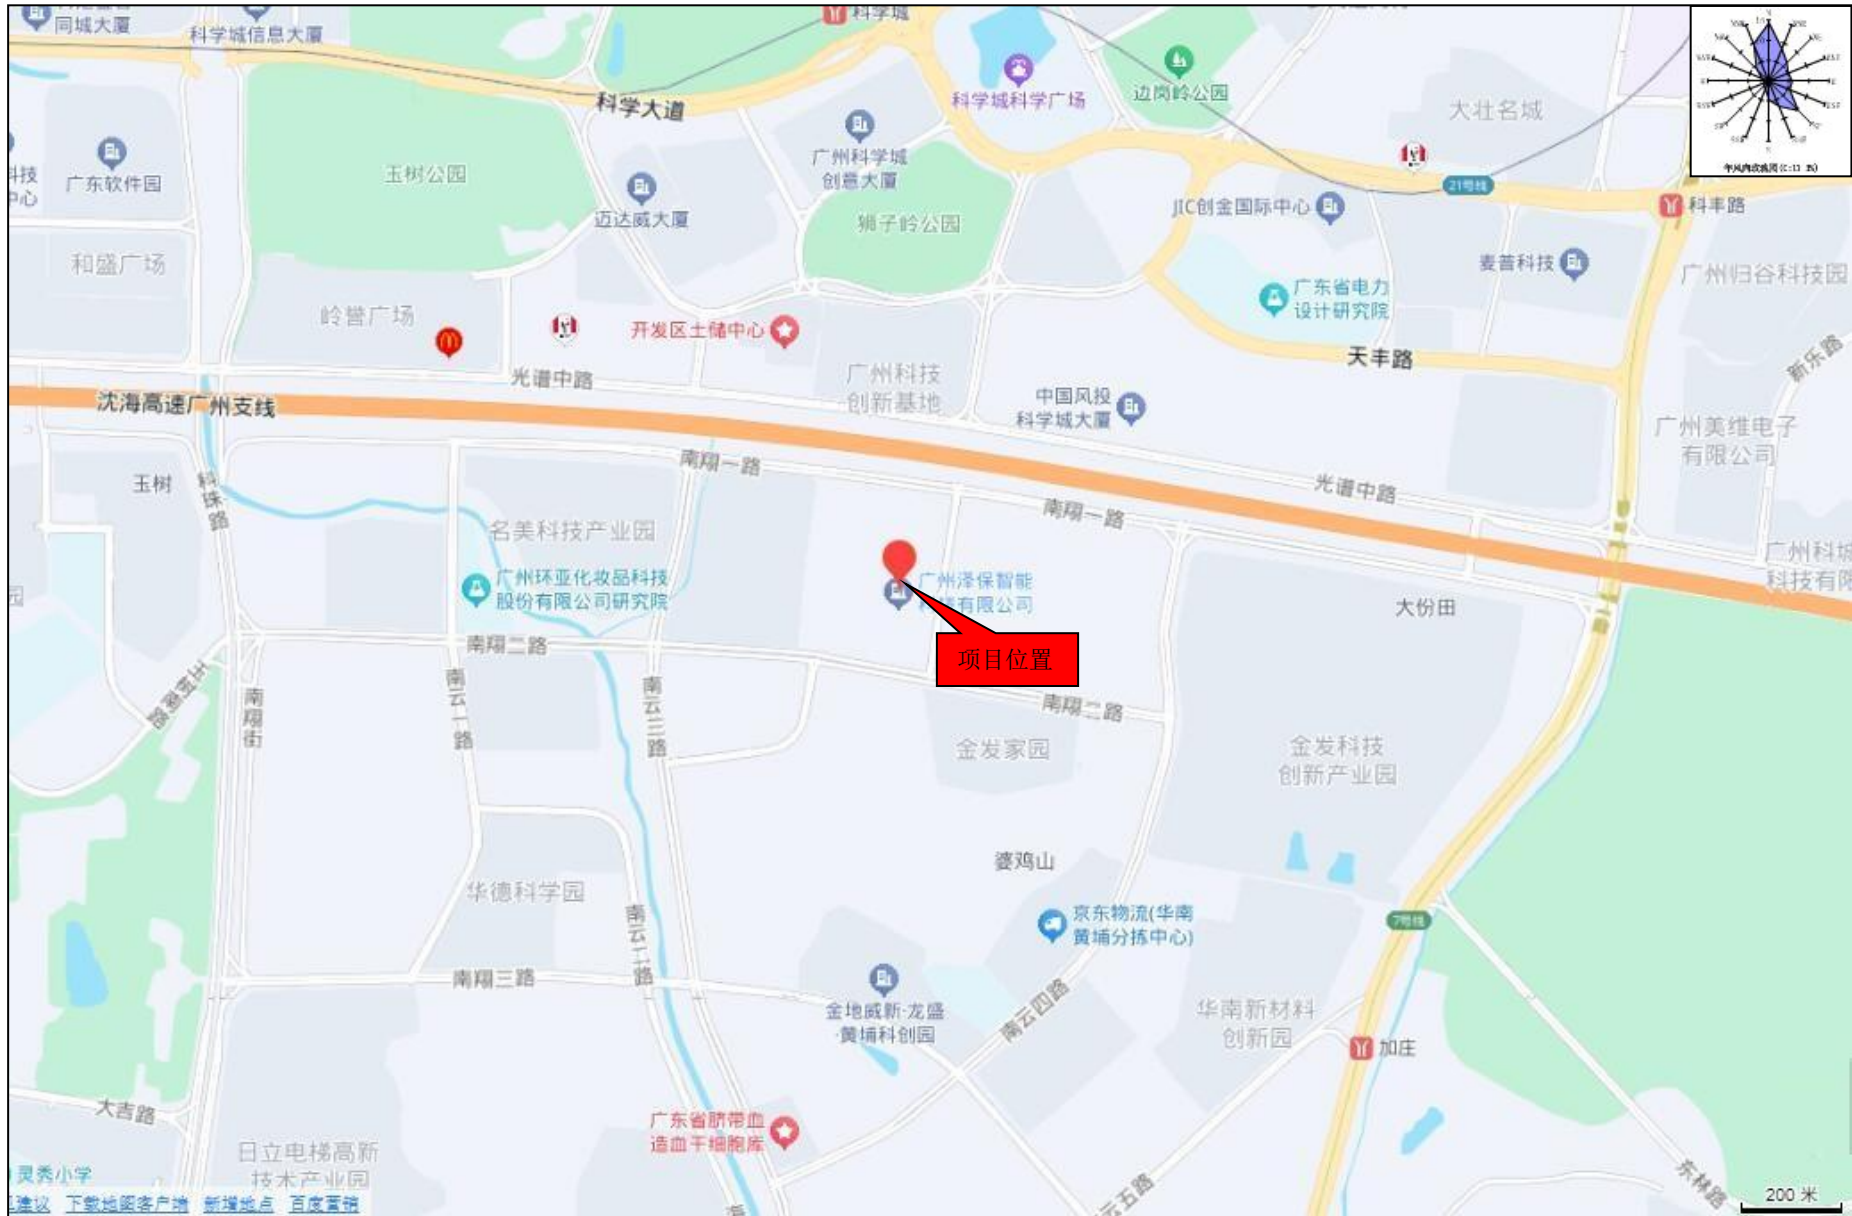 同城大厦
科学城信息大厦
科学城
科学大道
科学城科学广场
边岗岭公园
大壮名城
广州科学城
创意大厦
广东软件园
玉树公园
迈达威大厦
狮子岭公园
JIC创金国际中心
21号线
科丰路
和盛广场
麦普科技
广州归谷科技园
岭誉广场
广东省电力
设计研究院
开发区土储中心
天丰路
新乐路
光谱中路
广州科技
创新基地
中国风投
科学城大厦
沈海高速广州支线
广州美维电子
有限公司
玉树
科珠路
南翔一路
光谱中路
南翔一路
名美科技产业园
广州环亚化妆品科技
股份有限公司研究院
广州泽保智能
有限公司
项目位置
大份田
广州科城
科技有限
南翔二路
玉树南路
南翔街
南云一路
南云三路
南翔二路
金发家园
金发科技
创新产业园
婆鸡山
华德科学园
京东物流(华南
黄埔分拣中心)
7号线
南云二路
南翔三路
金地威新·龙盛
·黄埔科创园
南云四路
华南新材料
创新园
加庄
大吉路
广东省脐带血
造血干细胞库
日立电梯高新
技术产业园
灵秀小学
云五路
东林路
建议 下载地图客户端 新增地点 百度营销
200 米